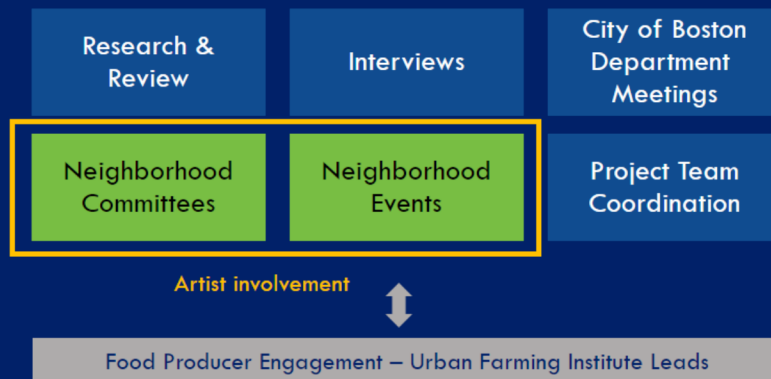 Research &
Review
Interviews
City of Boston
Department
Meetings
Neighborhood
Committees
Neighborhood
Events
Project Team
Coordination
Artist involvement
Food Producer Engagement – Urban Farming Institute Leads